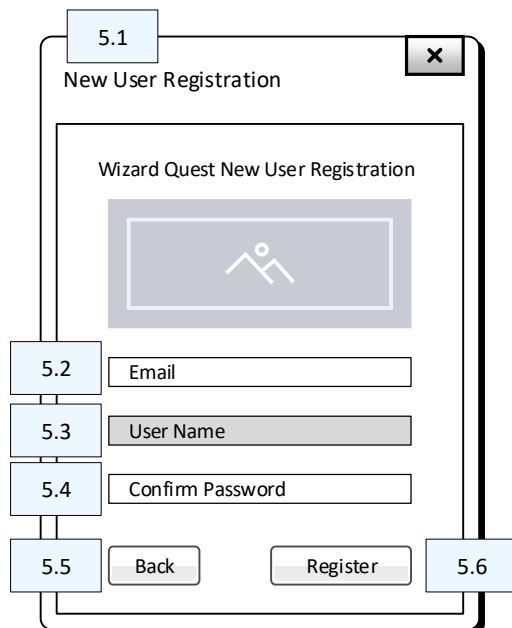 5.1
New User Registration
Wizard Quest New User Registration
5.2 Email
5.3 User Name
5.4 Confirm Password
5.5 Back Register 5.6